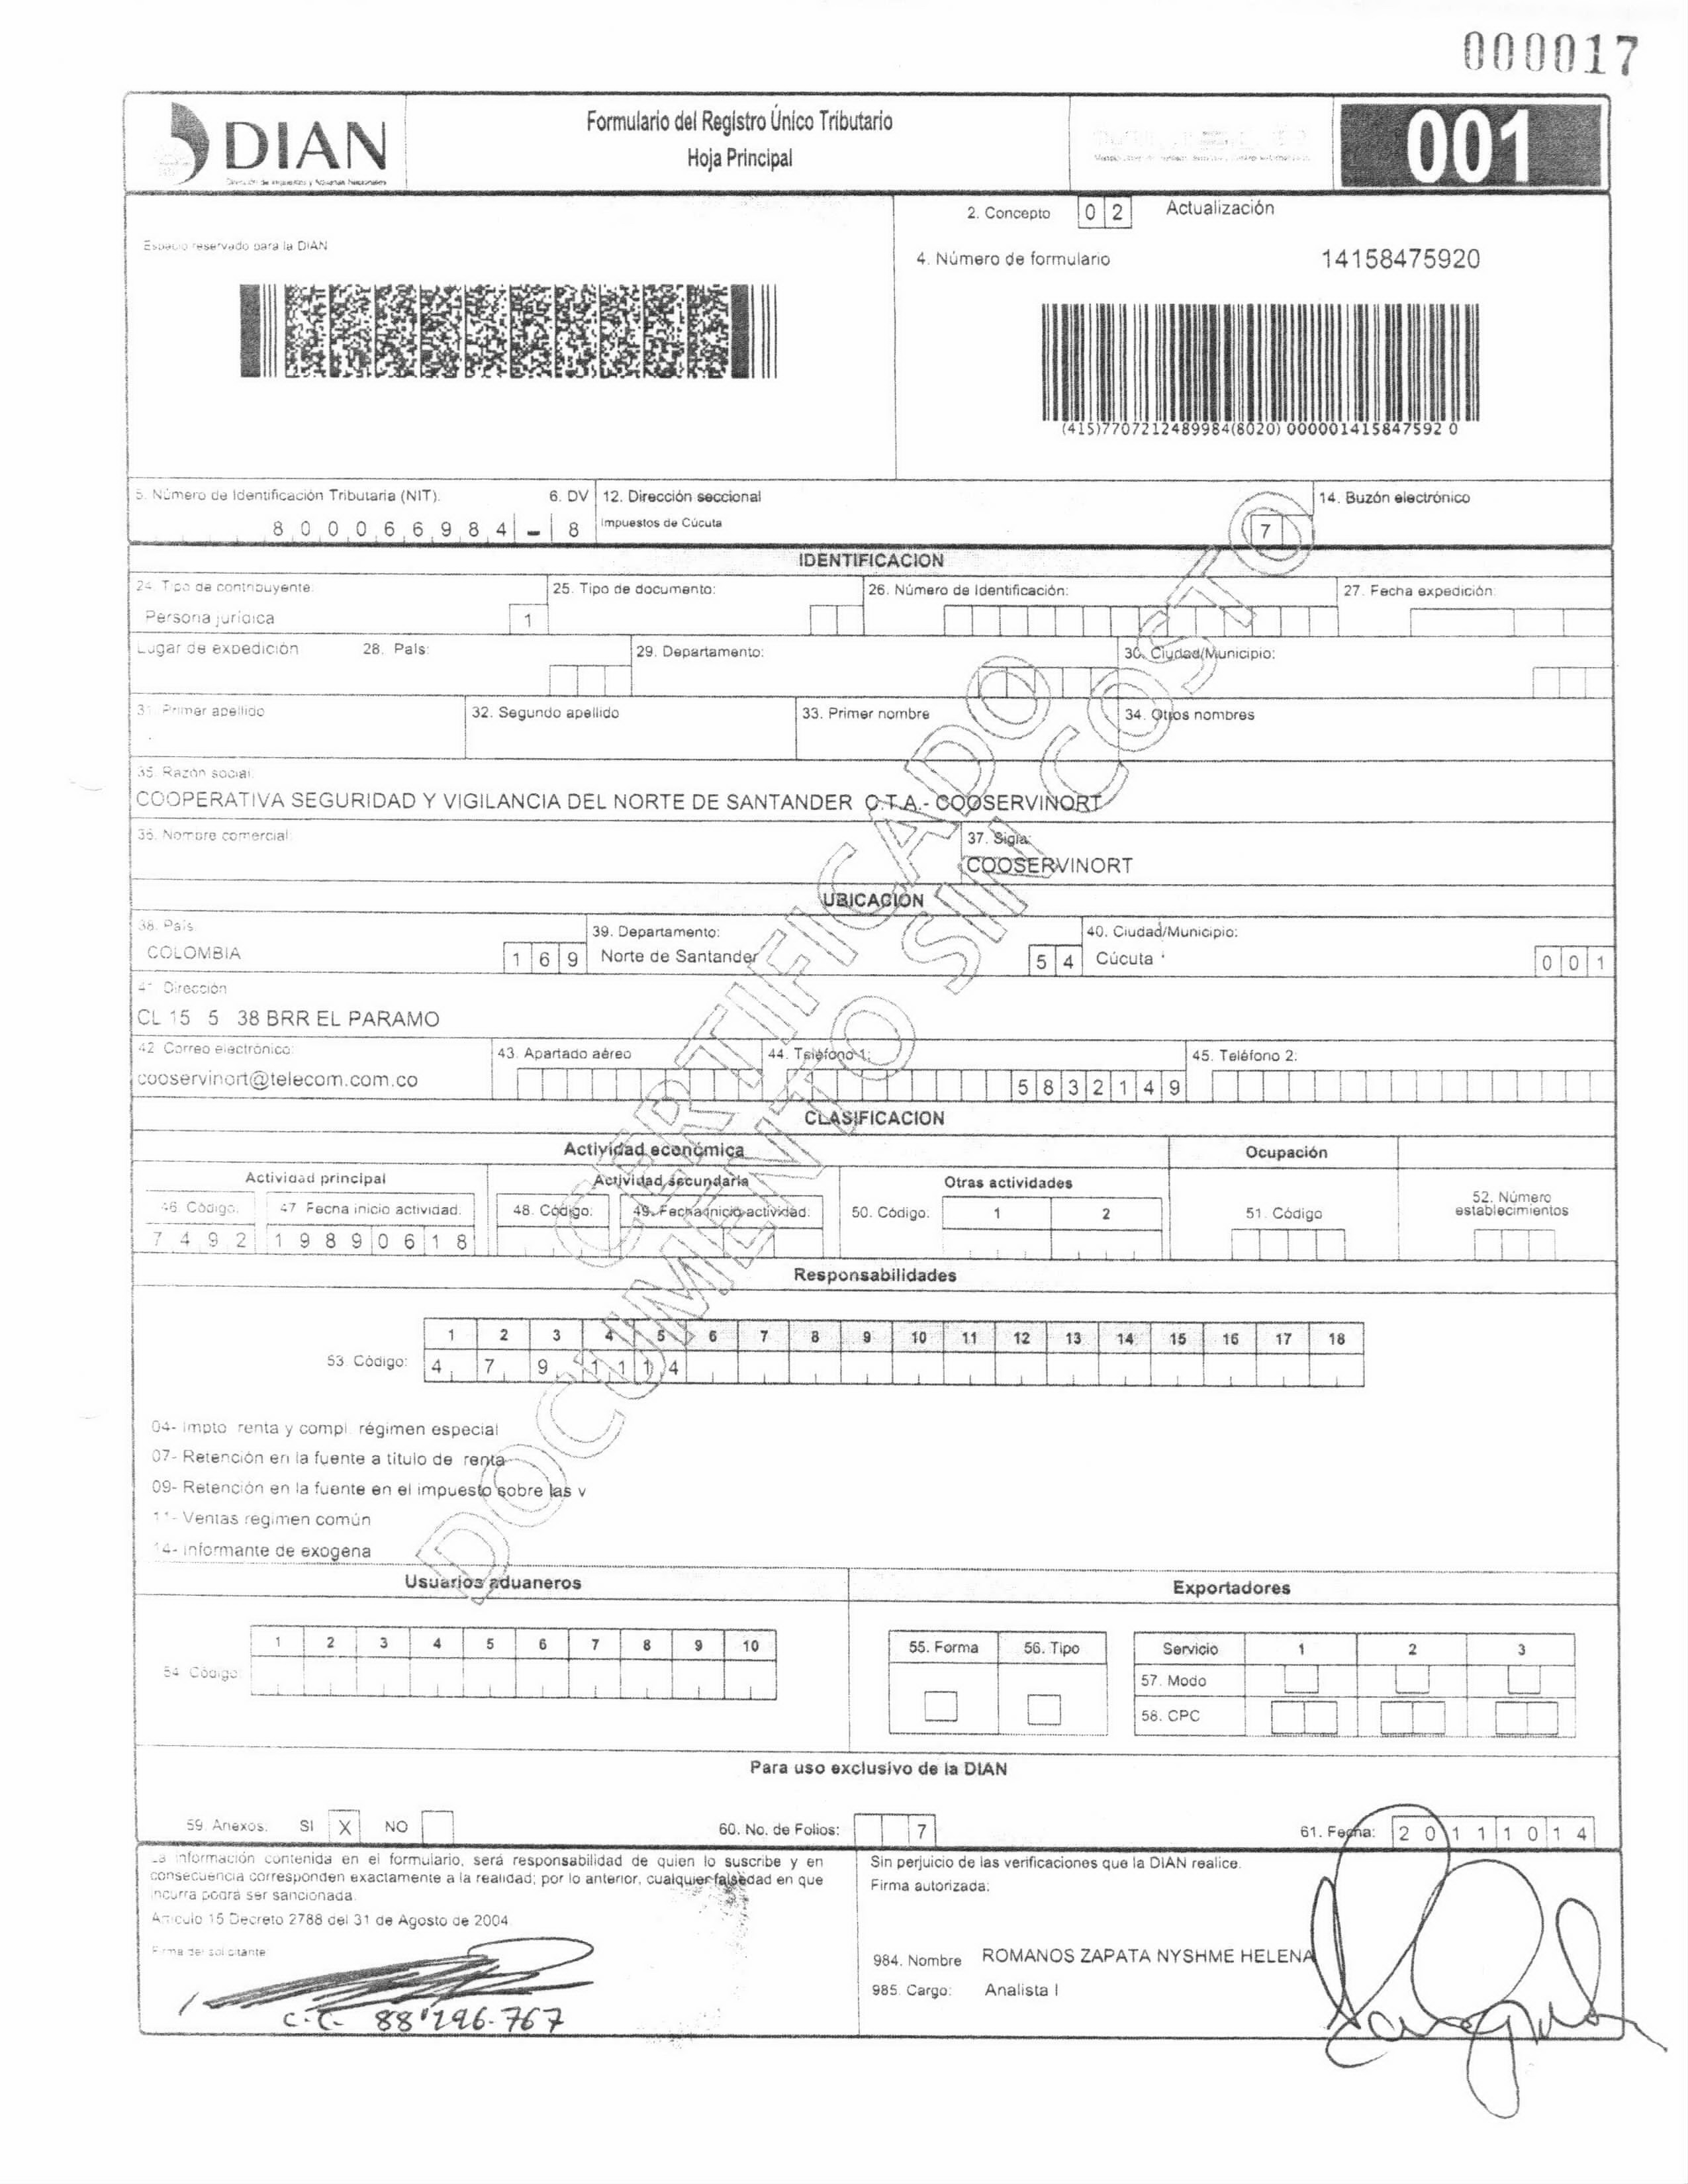 000017
DIAN
Formulario del Registro Único Tributario
Hoja Principal
001
2. Concepto 0 2 Actualización
Espacio reservado para la DIAN
4. Número de formulario 14158475920
(415)7707212489984(8020) 000001415847592 0
5. Número de Identificación Tributaria (NIT): 6. DV 12. Dirección seccional 14. Buzón electrónico
8 0 0 0 6 6 9 8 4 - 8 Impuestos de Cúcuta 7
IDENTIFICACION
24. Tipo de contribuyente: 25. Tipo de documento: 26. Número de Identificación: 27. Fecha expedición:
Persona jurídica 1
Lugar de expedición 28. País: 29. Departamento: 30. Ciudad/Municipio:
31. Primer apellido 32. Segundo apellido 33. Primer nombre 34. Otros nombres
35. Razón social:
COOPERATIVA SEGURIDAD Y VIGILANCIA DEL NORTE DE SANTANDER C.T.A.- COOSERVINORT
36. Nombre comercial: 37. Sigla:
COOSERVINORT
UBICACIÓN
38. País: 39. Departamento: 40. Ciudad/Municipio:
COLOMBIA 1 6 9 Norte de Santander 5 4 Cúcuta 0 0 1
41. Dirección
CL 15 5 38 BRR EL PARAMO
42. Correo electrónico: 43. Apartado aéreo 44. Teléfono 1: 45. Teléfono 2:
cooservinort@telecom.com.co 5 8 3 2 1 4 9
CLASIFICACION
Actividad económica Ocupación
Actividad principal Actividad secundaria Otras actividades 52. Número establecimientos
46. Código: 47. Fecha inicio actividad: 48. Código: 49. Fecha inicio actividad: 50. Código: 1 2 51. Código
7 4 9 2 1 9 8 9 0 6 1 8
Responsabilidades
1 2 3 4 5 6 7 8 9 10 11 12 13 14 15 16 17 18
53. Código: 4 7 9 1 1 1 4
04- Impto. renta y compl. régimen especial
07- Retención en la fuente a título de renta
09- Retención en la fuente en el impuesto sobre las v
11- Ventas régimen común
14- Informante de exogena
Usuarios aduaneros Exportadores
1 2 3 4 5 6 7 8 9 10 55. Forma 56. Tipo Servicio 1 2 3
54. Código: 57. Modo
58. CPC
Para uso exclusivo de la DIAN
59. Anexos: SI X NO 60. No. de Folios: 7 61. Fecha: 2 0 1 1 1 0 1 4
La información contenida en el formulario, será responsabilidad de quien lo suscribe y en
consecuencia corresponden exactamente a la realidad; por lo anterior, cualquier falsedad en que
incurra podrá ser sancionada.
Artículo 15 Decreto 2788 del 31 de Agosto de 2004
Firma del solicitante:
C.C. 88'296.767
Sin perjuicio de las verificaciones que la DIAN realice.
Firma autorizada:
984. Nombre ROMANOS ZAPATA NYSHME HELENA
985. Cargo: Analista I
CERTIFICADO
DOCUMENTO SIN COSTO